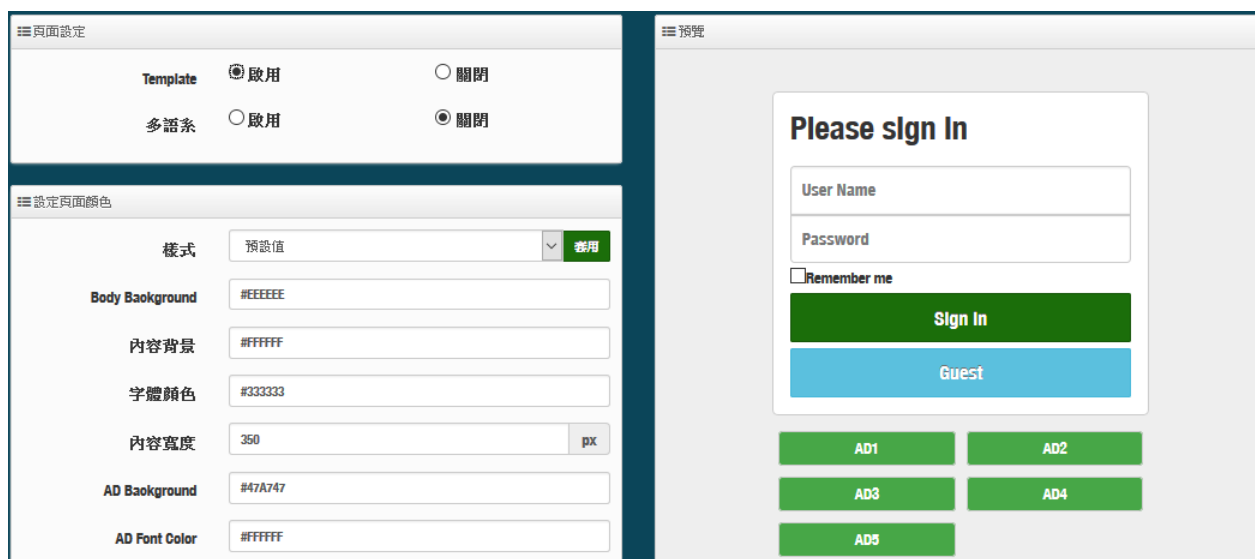 頁面設定
Template 啟用 關閉
多語系 啟用 關閉
設定頁面顏色
樣式 預設值 套用
Body Background #EEEEEE
內容背景 #FFFFFF
字體顏色 #333333
內容寬度 350 px
AD Background #47A747
AD Font Color #FFFFFF
預覽
Please sign in
User Name
Password
Remember me
Sign In
Guest
AD1 AD2
AD3 AD4
AD5